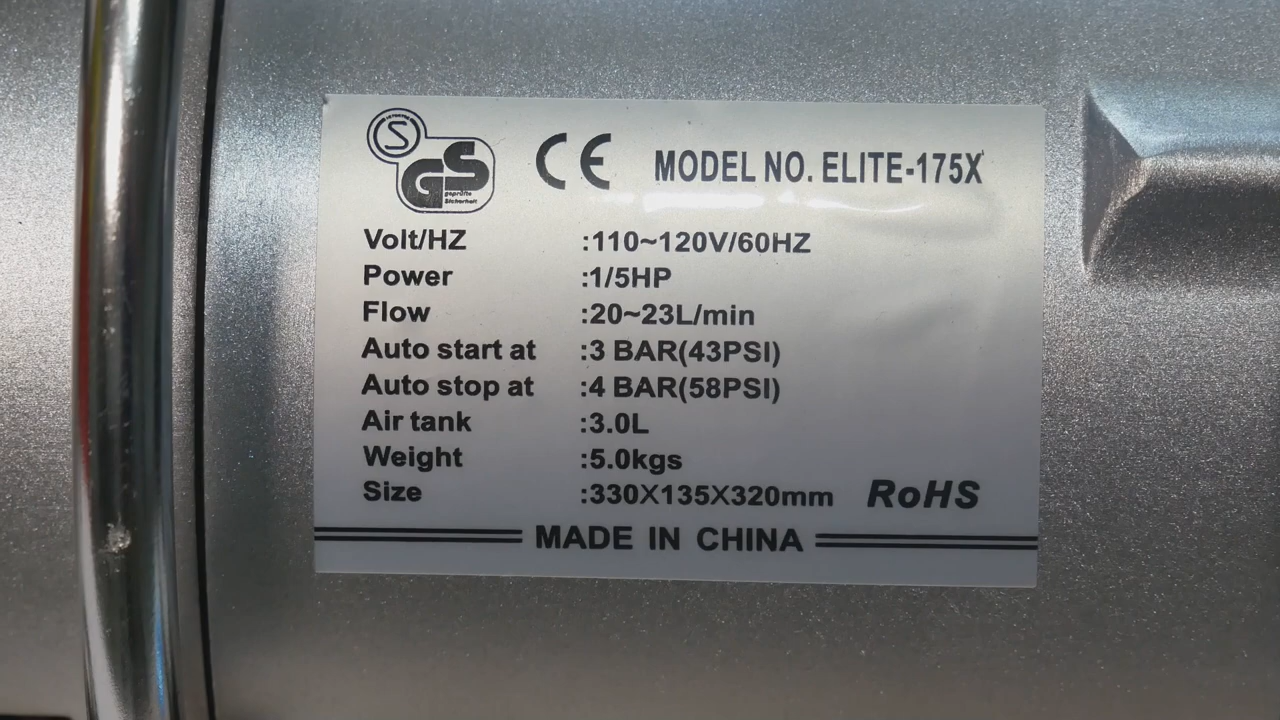 S
GS
geprüfte
Sicherheit
CE
MODEL NO. ELITE-175X
Volt/HZ :110~120V/60HZ
Power :1/5HP
Flow :20~23L/min
Auto start at :3 BAR(43PSI)
Auto stop at :4 BAR(58PSI)
Air tank :3.0L
Weight :5.0kgs
Size :330X135X320mm RoHS
MADE IN CHINA